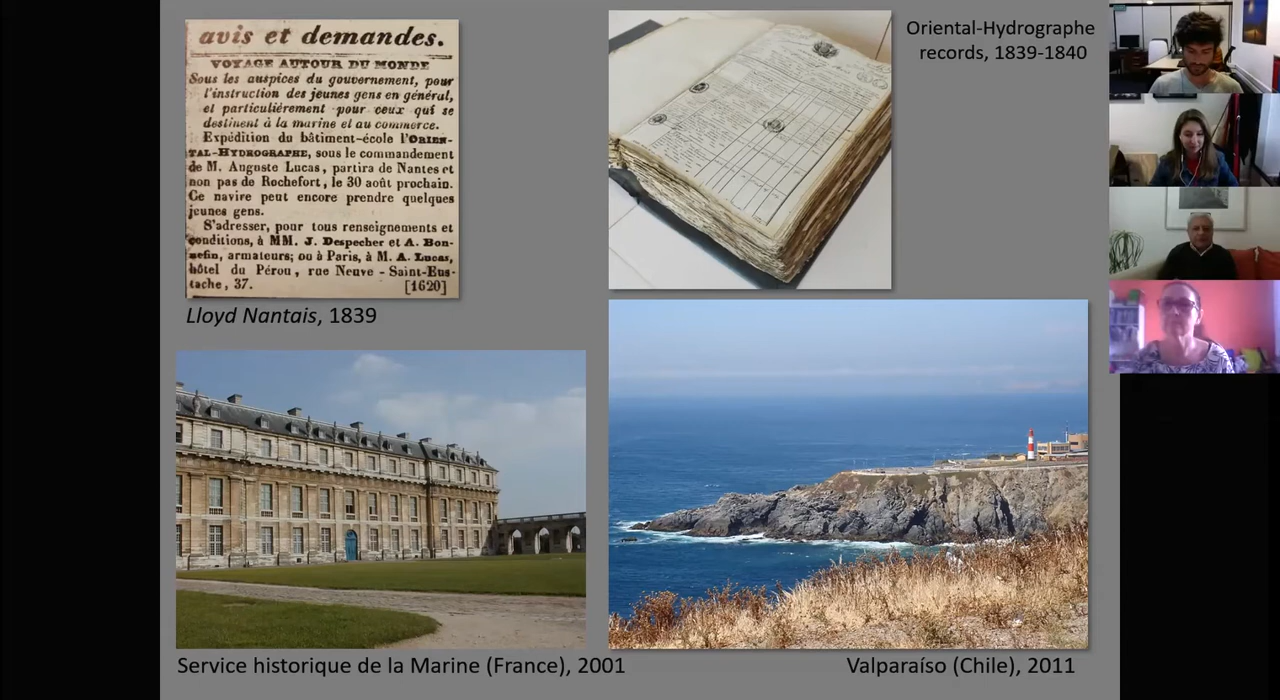 avis et demandes.
VOYAGE AUTOUR DU MONDE
Sous les auspices du gouvernement, pour
l'instruction des jeunes gens en général,
et particulièrement pour ceux qui se
destinent à la marine et au commerce.
Expédition du bâtiment-école l'ORIEN-
TAL-HYDROGRAPHE, sous le commandement
de M. Auguste Lucas, partira de Nantes et
non pas de Rochefort, le 30 août prochain.
Ce navire peut encore prendre quelques
jeunes gens.
S'adresser, pour tous renseignements et
conditions, à MM. J. Despecher et A. Bon-
nefin, armateurs; ou à Paris, à M. A. Lucas,
hôtel du Pérou, rue Neuve-Saint-Eus-
tache, 37. [1620]
Lloyd Nantais, 1839
Oriental-Hydrographe
records, 1839-1840
Service historique de la Marine (France), 2001
Valparaíso (Chile), 2011